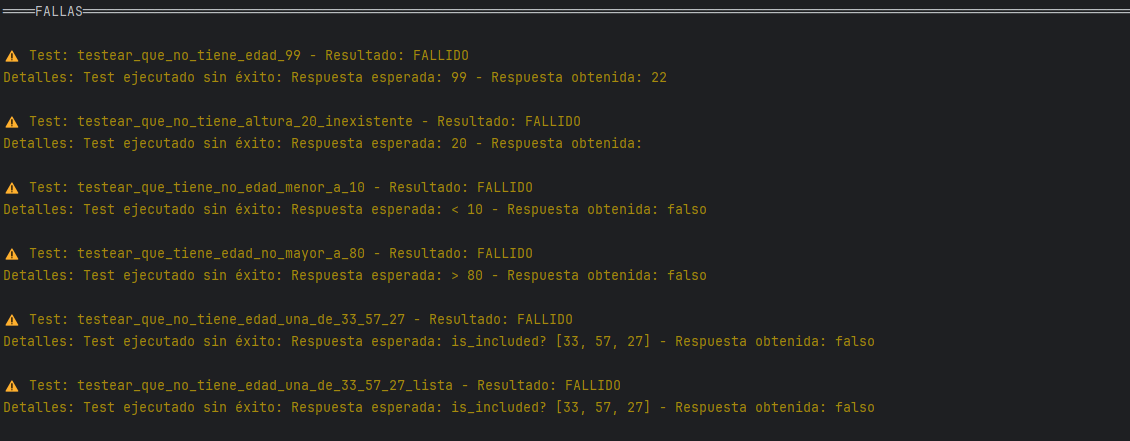 ════FALLAS════
⚠ Test: testear_que_no_tiene_edad_99 - Resultado: FALLIDO
Detalles: Test ejecutado sin éxito: Respuesta esperada: 99 - Respuesta obtenida: 22
⚠ Test: testear_que_no_tiene_altura_20_inexistente - Resultado: FALLIDO
Detalles: Test ejecutado sin éxito: Respuesta esperada: 20 - Respuesta obtenida:
⚠ Test: testear_que_tiene_no_edad_menor_a_10 - Resultado: FALLIDO
Detalles: Test ejecutado sin éxito: Respuesta esperada: < 10 - Respuesta obtenida: falso
⚠ Test: testear_que_tiene_edad_no_mayor_a_80 - Resultado: FALLIDO
Detalles: Test ejecutado sin éxito: Respuesta esperada: > 80 - Respuesta obtenida: falso
⚠ Test: testear_que_no_tiene_edad_una_de_33_57_27 - Resultado: FALLIDO
Detalles: Test ejecutado sin éxito: Respuesta esperada: is_included? [33, 57, 27] - Respuesta obtenida: falso
⚠ Test: testear_que_no_tiene_edad_una_de_33_57_27_lista - Resultado: FALLIDO
Detalles: Test ejecutado sin éxito: Respuesta esperada: is_included? [33, 57, 27] - Respuesta obtenida: falso